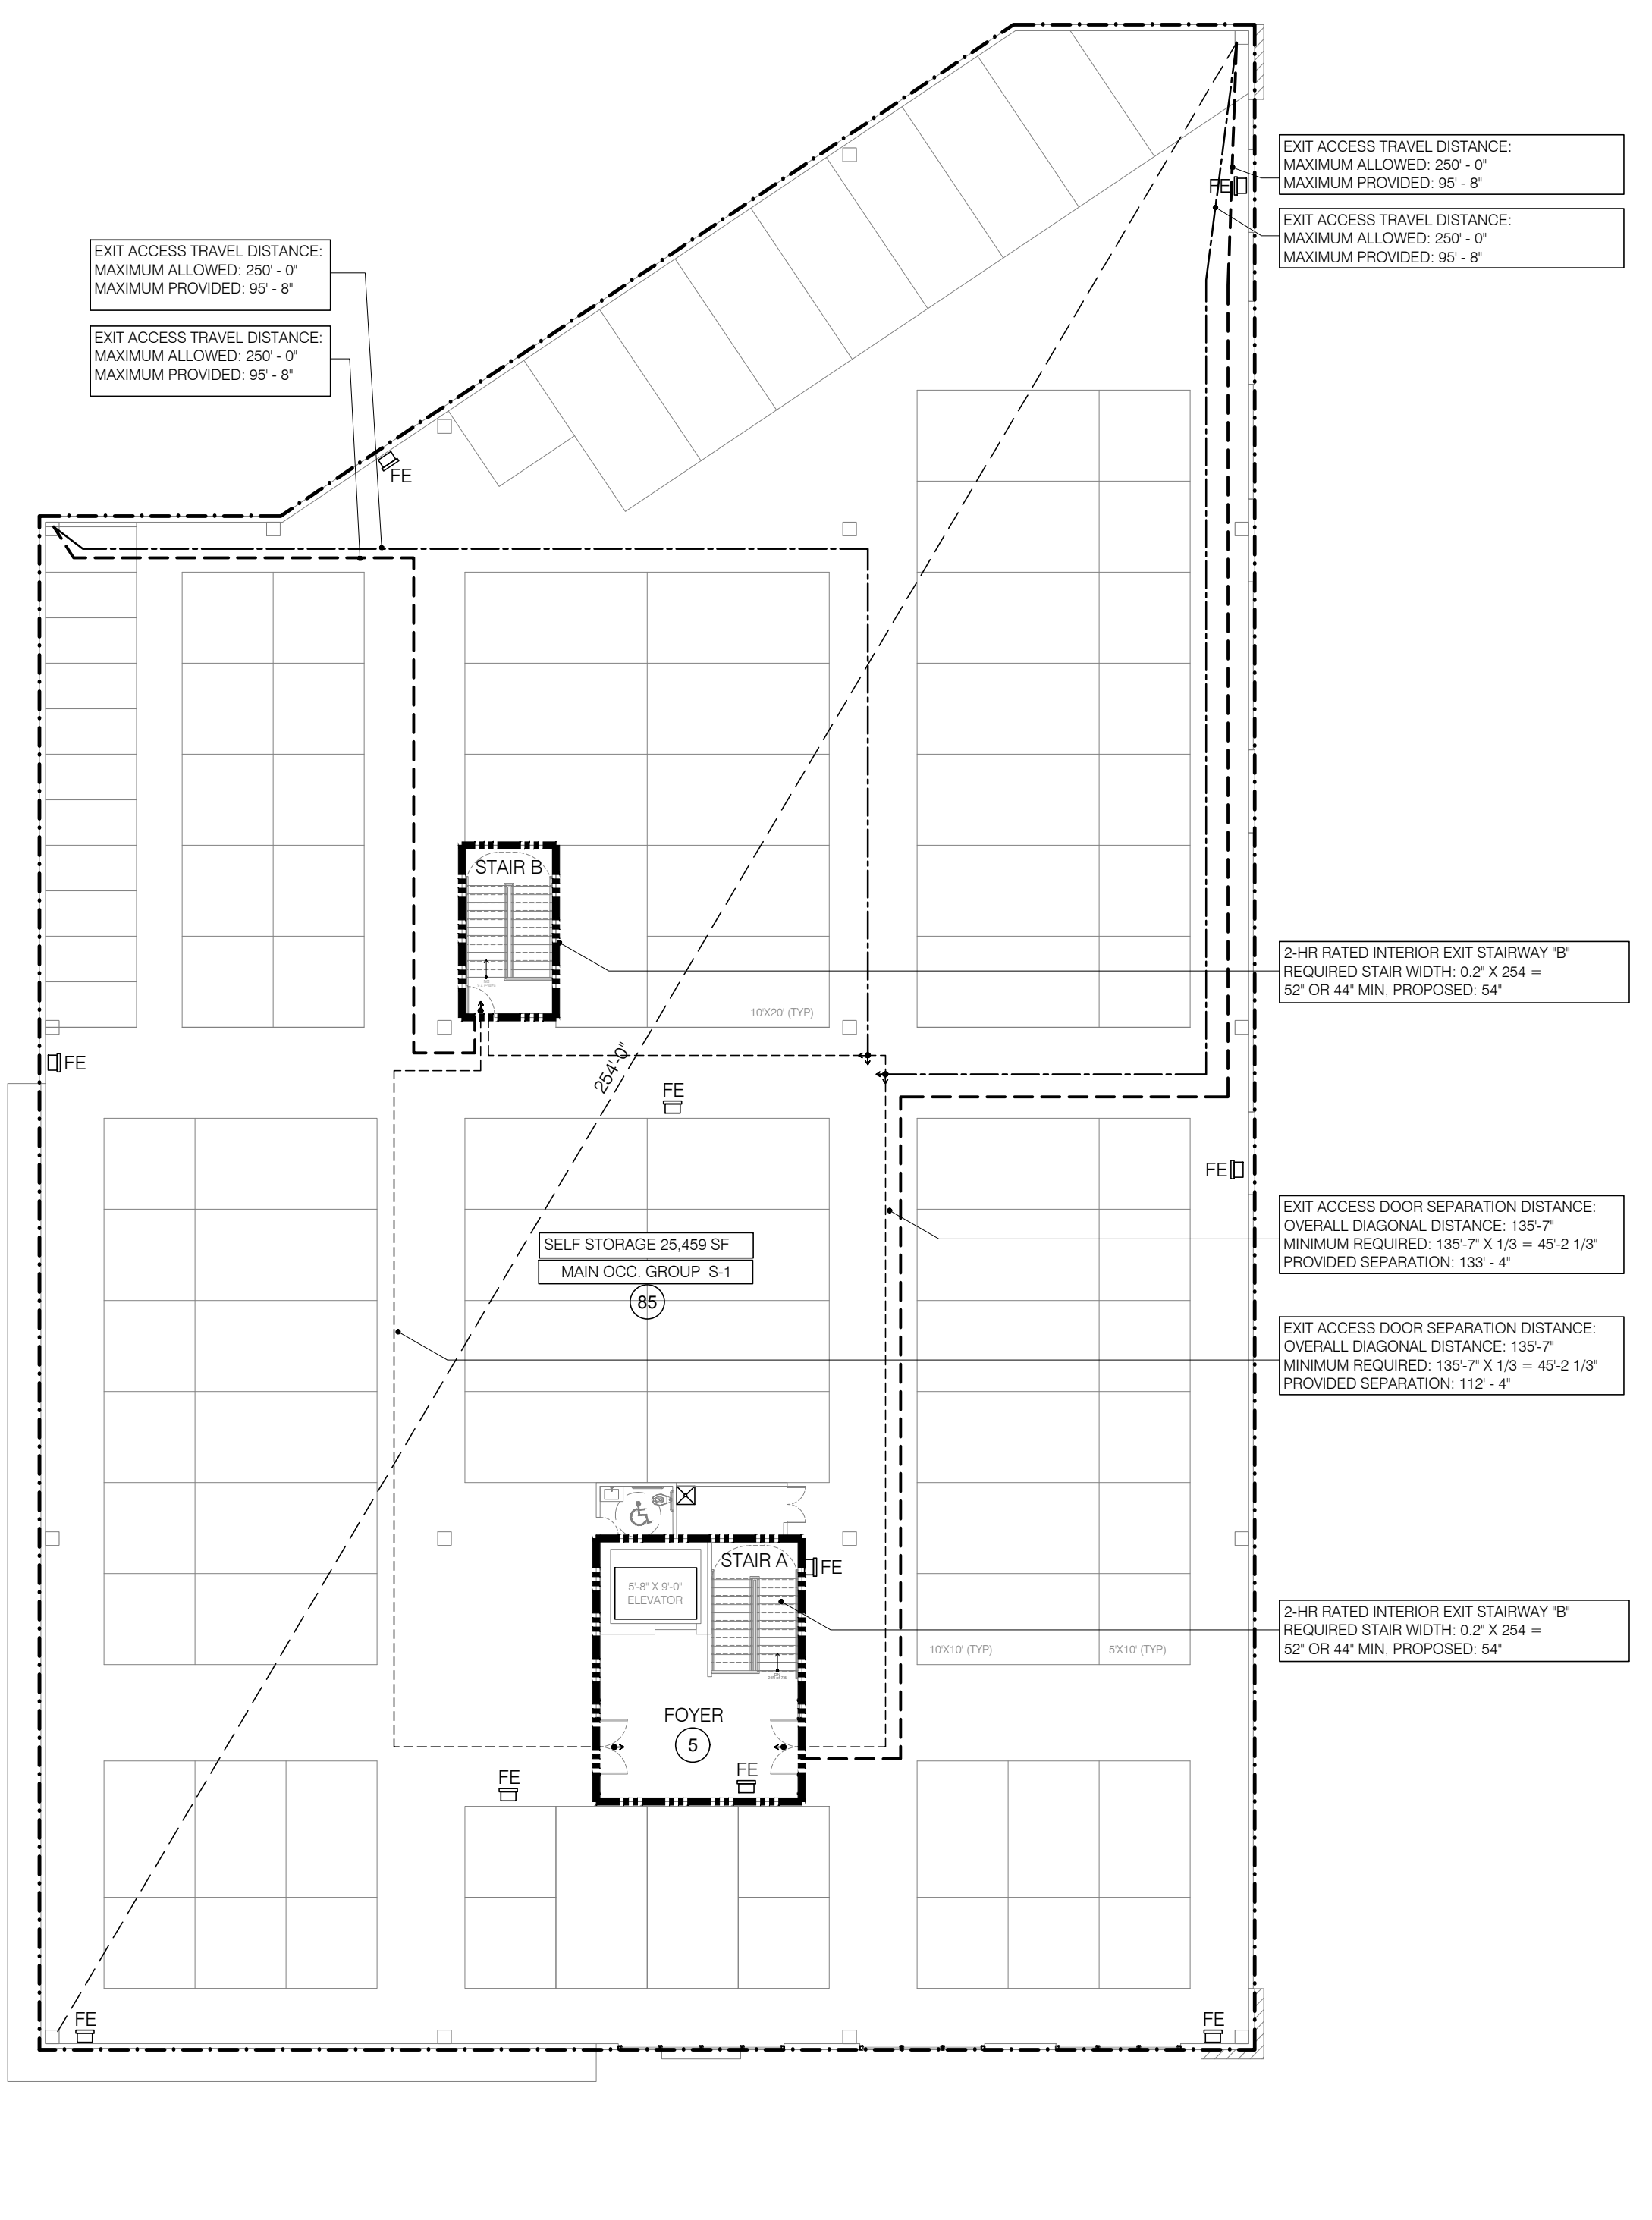 EXIT ACCESS TRAVEL DISTANCE:
MAXIMUM ALLOWED: 250' - 0"
MAXIMUM PROVIDED: 95' - 8"
EXIT ACCESS TRAVEL DISTANCE:
MAXIMUM ALLOWED: 250' - 0"
MAXIMUM PROVIDED: 95' - 8"
FE
EXIT ACCESS TRAVEL DISTANCE:
MAXIMUM ALLOWED: 250' - 0"
MAXIMUM PROVIDED: 95' - 8"
EXIT ACCESS TRAVEL DISTANCE:
MAXIMUM ALLOWED: 250' - 0"
MAXIMUM PROVIDED: 95' - 8"
FE
STAIR B
2-HR RATED INTERIOR EXIT STAIRWAY "B"
REQUIRED STAIR WIDTH: 0.2" X 254 =
52" OR 44" MIN, PROPOSED: 54"
10'X20' (TYP)
FE
254'-0"
FE
FE
EXIT ACCESS DOOR SEPARATION DISTANCE:
OVERALL DIAGONAL DISTANCE: 135'-7"
MINIMUM REQUIRED: 135'-7" X 1/3 = 45'-2 1/3"
PROVIDED SEPARATION: 133' - 4"
SELF STORAGE 25,459 SF
MAIN OCC. GROUP S-1
85
EXIT ACCESS DOOR SEPARATION DISTANCE:
OVERALL DIAGONAL DISTANCE: 135'-7"
MINIMUM REQUIRED: 135'-7" X 1/3 = 45'-2 1/3"
PROVIDED SEPARATION: 112' - 4"
STAIR A
FE
5'-8" X 9'-0"
ELEVATOR
2-HR RATED INTERIOR EXIT STAIRWAY "B"
REQUIRED STAIR WIDTH: 0.2" X 254 =
52" OR 44" MIN, PROPOSED: 54"
10'X10' (TYP)
5'X10' (TYP)
FOYER
5
FE
FE
FE
FE